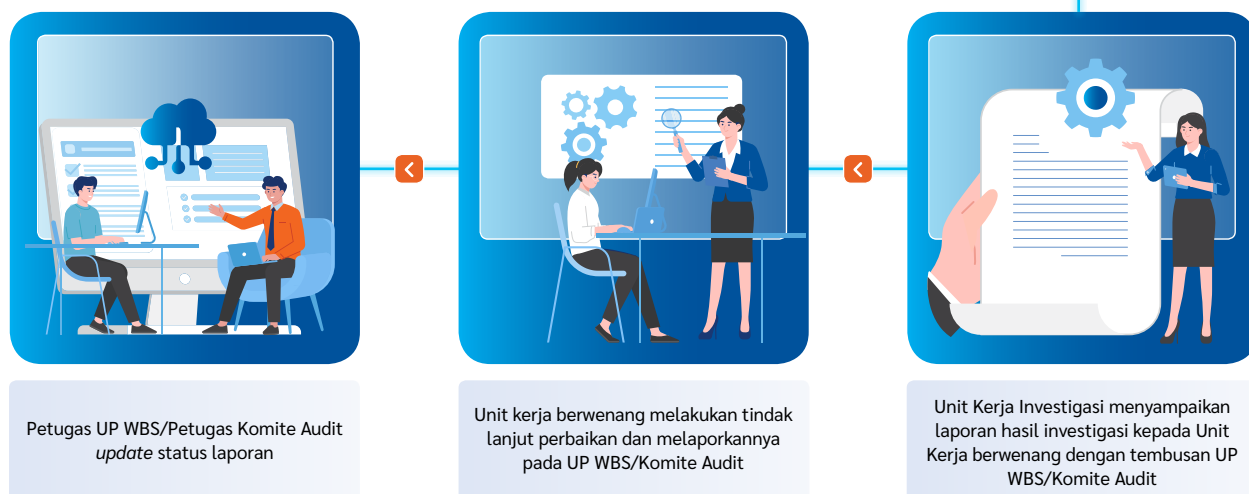 Petugas UP WBS/Petugas Komite Audit
update status laporan
Unit kerja berwenang melakukan tindak
lanjut perbaikan dan melaporkannya
pada UP WBS/Komite Audit
Unit Kerja Investigasi menyampaikan
laporan hasil investigasi kepada Unit
Kerja berwenang dengan tembusan UP
WBS/Komite Audit